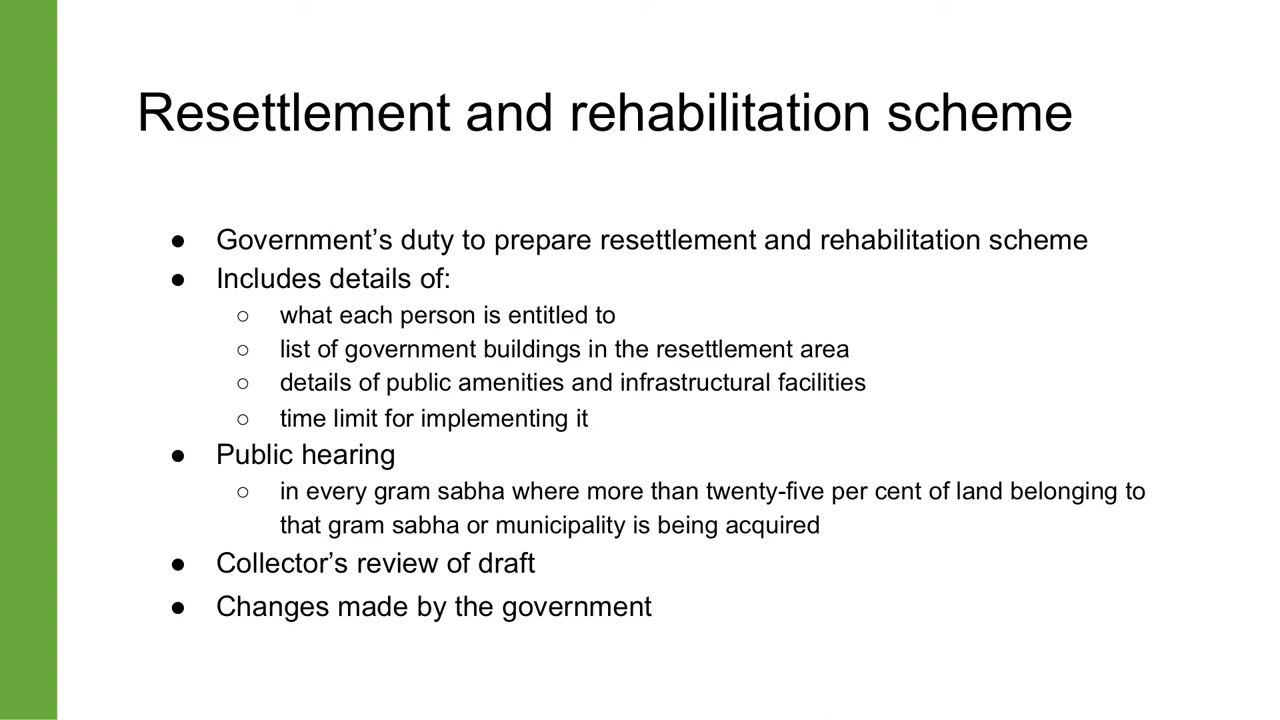 Resettlement and rehabilitation scheme
● Government’s duty to prepare resettlement and rehabilitation scheme
● Includes details of:
○ what each person is entitled to
○ list of government buildings in the resettlement area
○ details of public amenities and infrastructural facilities
○ time limit for implementing it
● Public hearing
○ in every gram sabha where more than twenty-five per cent of land belonging to
that gram sabha or municipality is being acquired
● Collector’s review of draft
● Changes made by the government